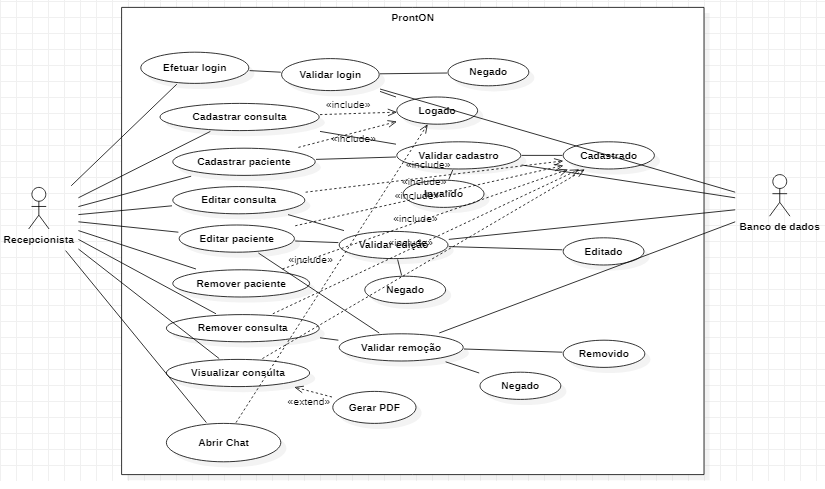 ProntON
Efetuar login
Validar login
Negado
«include»
Logado
Cadastrar consulta
«include»
Cadastrar paciente
Validar cadastro
Cadastrado
«include»
«include»
Invalido
«include»
Editar consulta
«include»
Recepcionista
Editar paciente
Validar edição
«include»
Editado
Banco de dados
«include»
Remover paciente
Negado
Remover consulta
Validar remoção
Removido
Visualizar consulta
Negado
«extend»
Gerar PDF
Abrir Chat